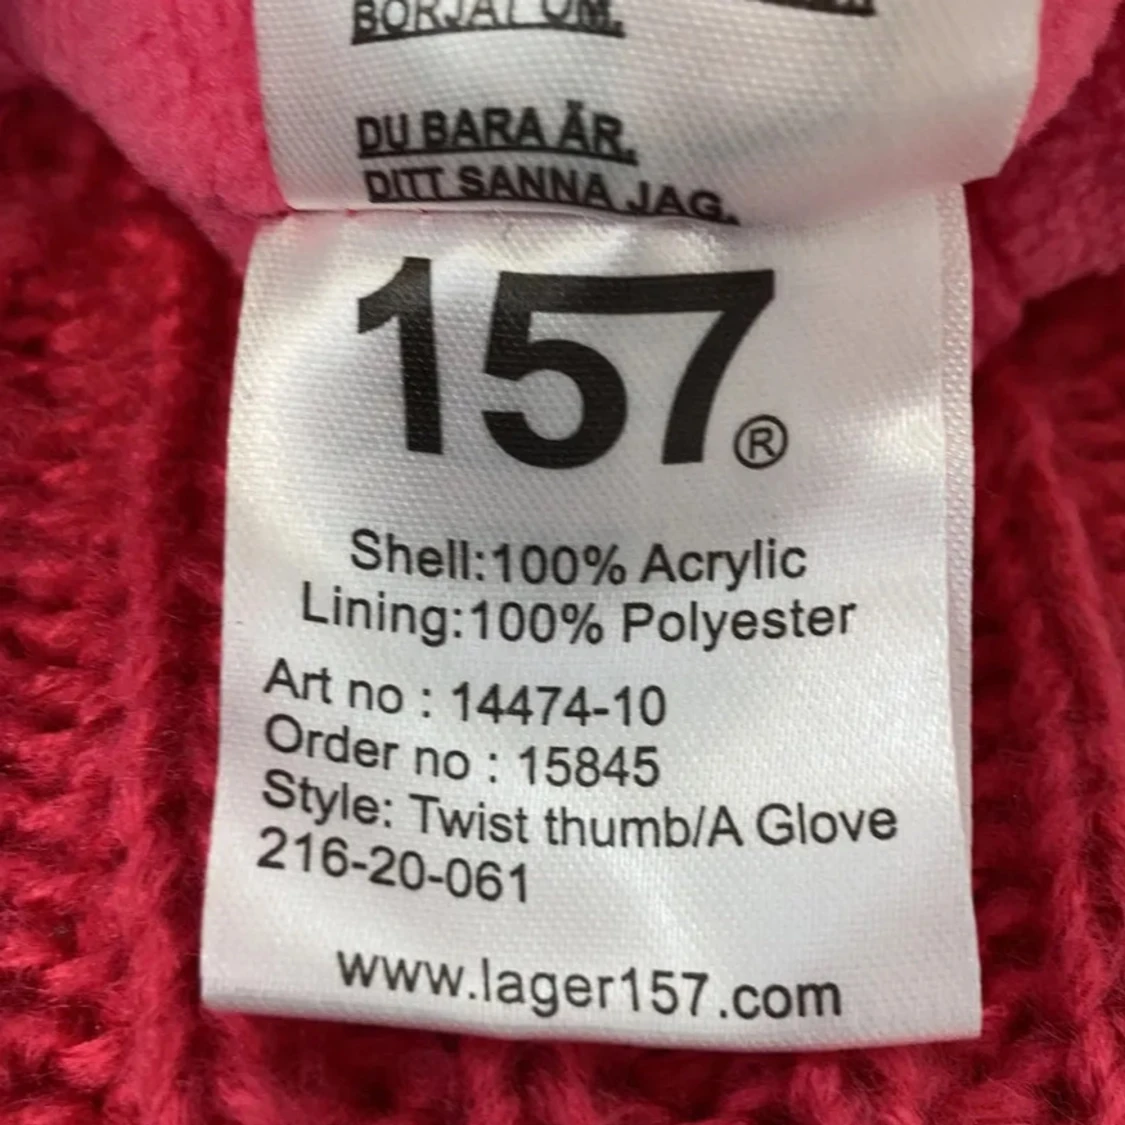 BÖRJAT OM.
DU BARA ÄR.
DITT SANNA JAG.
157®
Shell:100% Acrylic
Lining:100% Polyester
Art no : 14474-10
Order no : 15845
Style: Twist thumb/A Glove
216-20-061
www.lager157.com